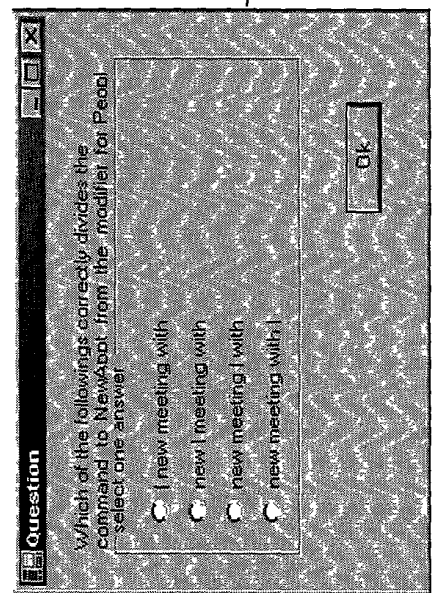 Question
Which of the followings correctly divides the
command to NewAppt from the modifier for Peopl
select one answer
| new meeting with
new | meeting with
new meeting | with
new meeting with |
Ok